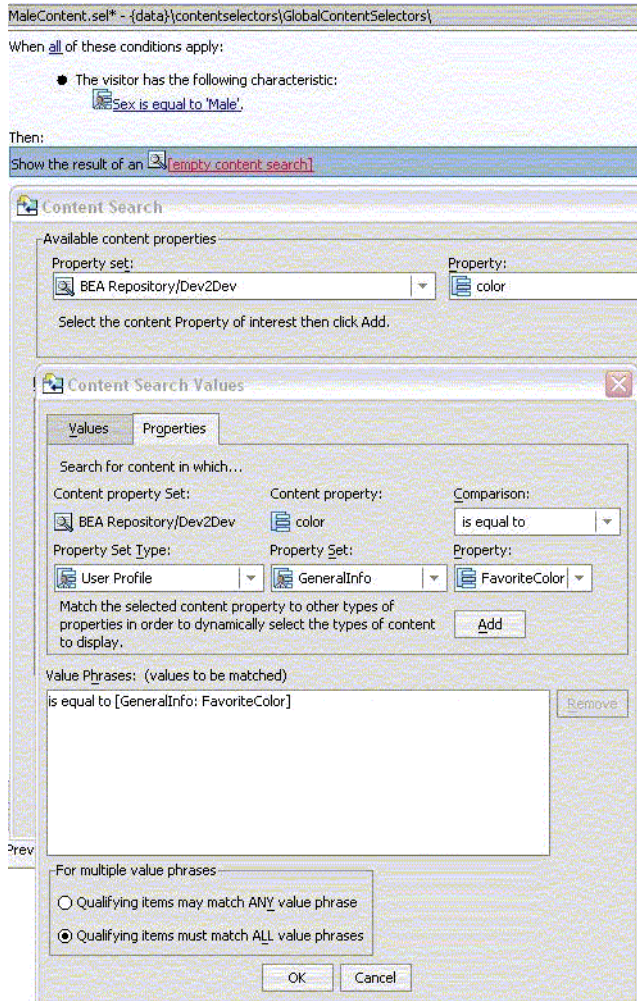 MaleContent.sel* - {data}\contentselectors\GlobalContentSelectors\
When all of these conditions apply:
The visitor has the following characteristic:
Sex is equal to 'Male'.
Then:
Show the result of an [empty content search]
Content Search
Available content properties
Property set: Property:
BEA Repository/Dev2Dev color
Select the content Property of interest then click Add.
Content Search Values
Values Properties
Search for content in which...
Content property Set: Content property: Comparison:
BEA Repository/Dev2Dev color is equal to
Property Set Type: Property Set: Property:
User Profile GeneralInfo FavoriteColor
Match the selected content property to other types of
properties in order to dynamically select the types of content
to display.
Add
Value Phrases: (values to be matched)
is equal to [GeneralInfo: FavoriteColor]
Remove
Prev
For multiple value phrases
Qualifying items may match ANY value phrase
Qualifying items must match ALL value phrases
OK Cancel